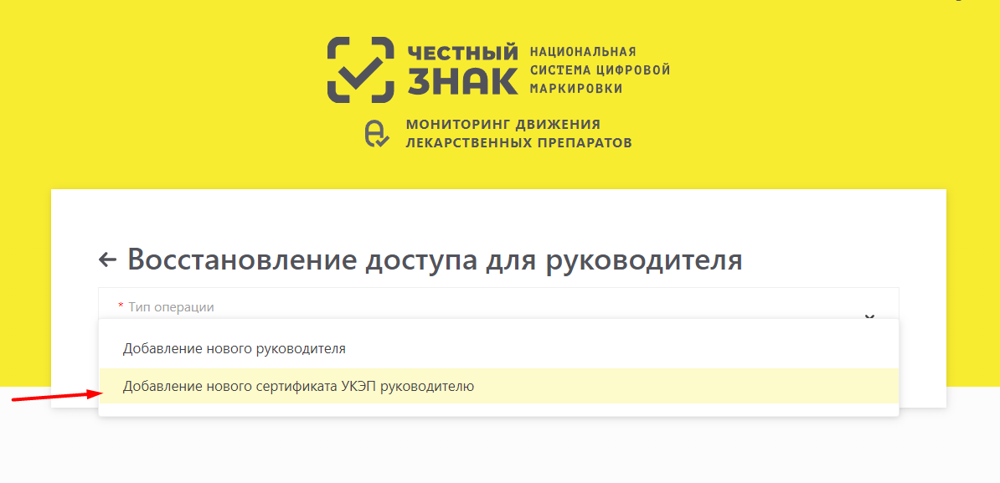 ЧЕСТНЫЙ
ЗНАК
НАЦИОНАЛЬНАЯ
СИСТЕМА ЦИФРОВОЙ
МАРКИРОВКИ
МОНИТОРИНГ ДВИЖЕНИЯ
ЛЕКАРСТВЕННЫХ ПРЕПАРАТОВ
Восстановление доступа для руководителя
* Тип операции
Добавление нового руководителя
Добавление нового сертификата УКЭП руководителю